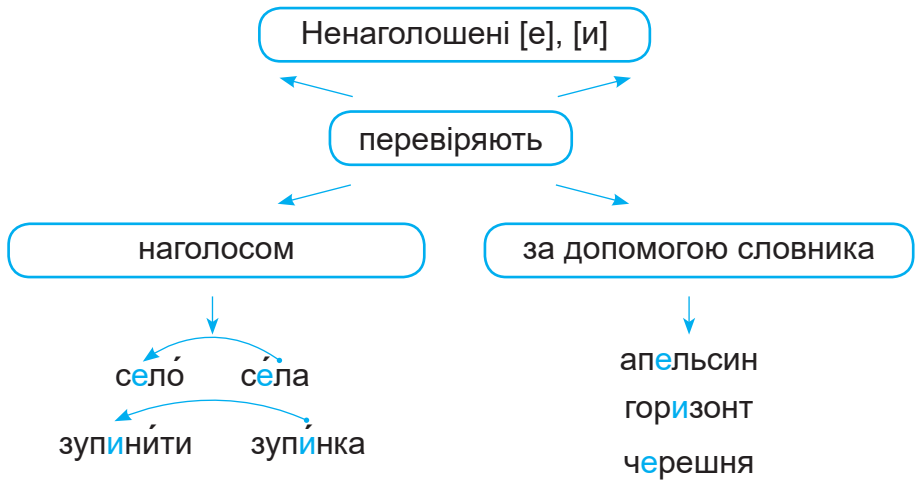 Ненаголошені [е], [и]
перевіряють
наголосом
за допомогою словника
село́ се́ла
зупини́ти зупи́нка
апельсин
горизонт
черешня